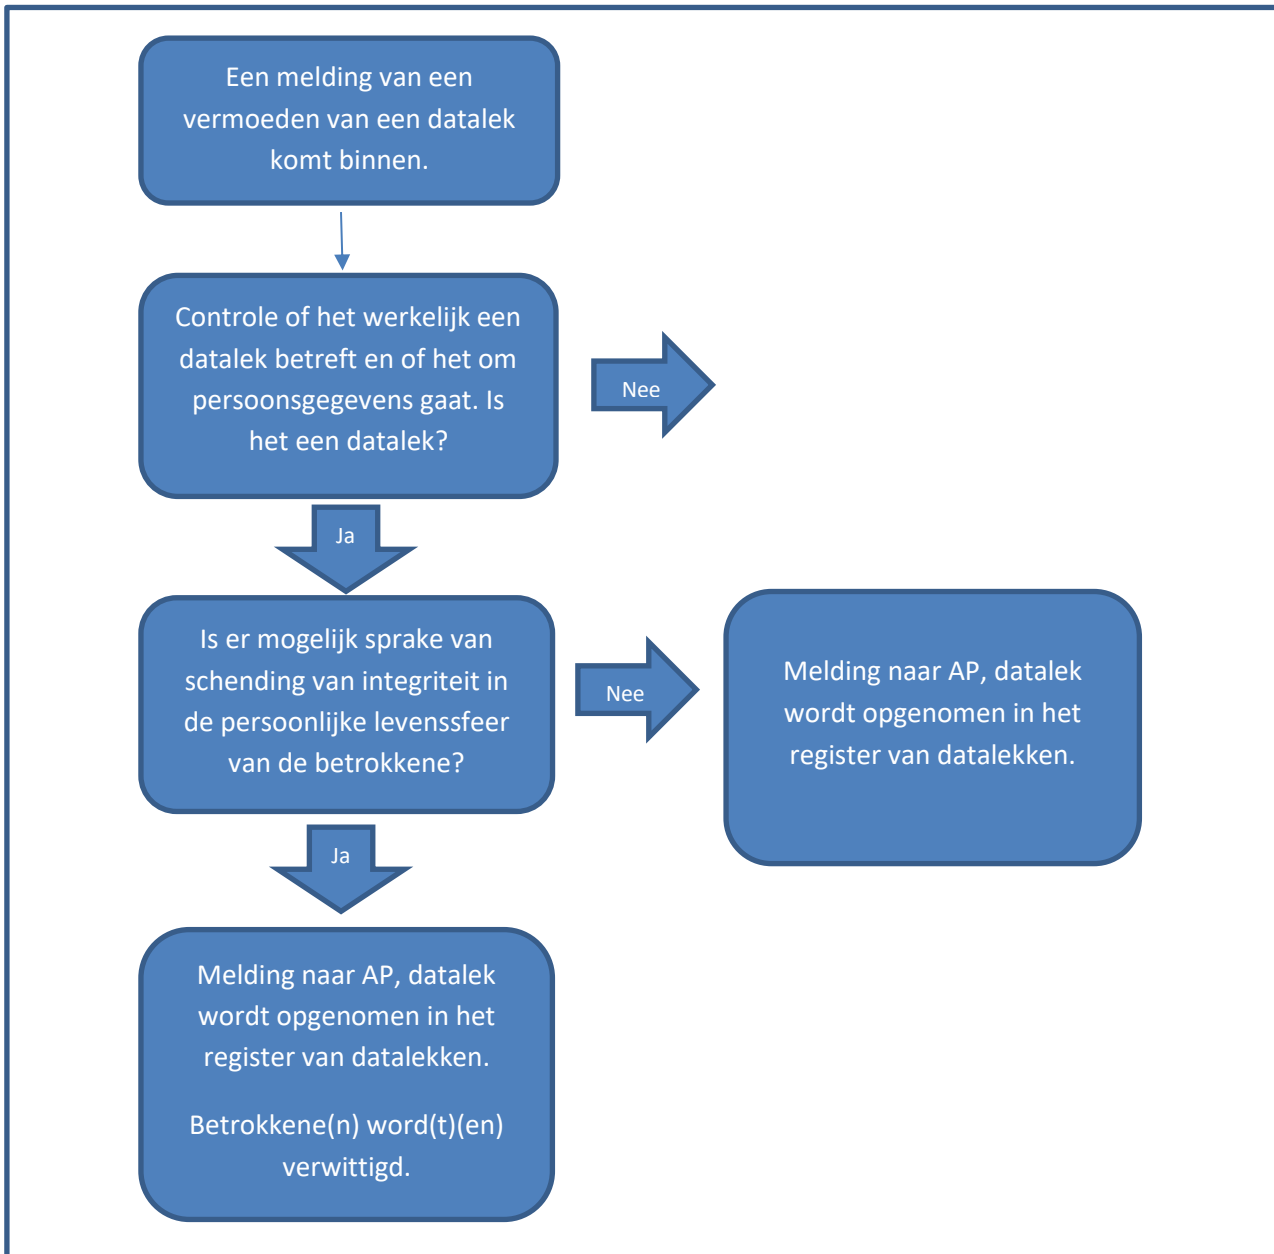 Een melding van een
vermoeden van een datalek
komt binnen.
Controle of het werkelijk een
datalek betreft en of het om
persoonsgegevens gaat. Is
het een datalek?
Nee
Ja
Is er mogelijk sprake van
schending van integriteit in
de persoonlijke levenssfeer
van de betrokkene?
Nee
Melding naar AP, datalek
wordt opgenomen in het
register van datalekken.
Ja
Melding naar AP, datalek
wordt opgenomen in het
register van datalekken.
Betrokkene(n) word(t)(en)
verwittigd.